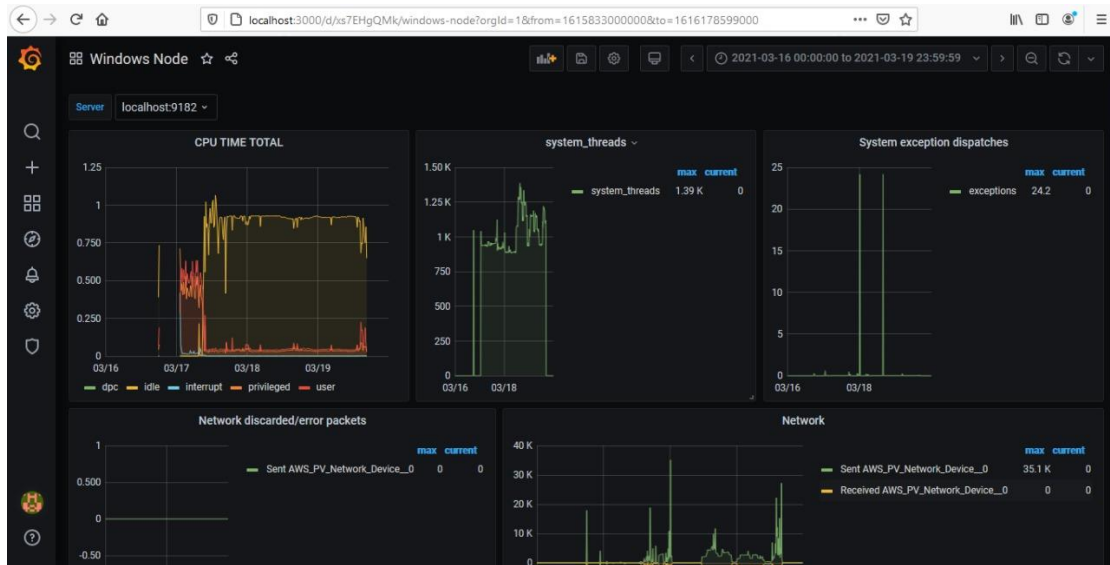 localhost:3000/d/xs7EHgQMk/windows-node?orgId=1&from=1615833000000&to=1616178599000
Windows Node
2021-03-16 00:00:00 to 2021-03-19 23:59:59
Server localhost:9182
CPU TIME TOTAL
1.25
1
0.750
0.500
0.250
0
03/16 03/17 03/18 03/19
dpc idle interrupt privileged user
system_threads
max current
system_threads 1.39 K 0
1.50 K
1.25 K
1 K
750
500
250
0
03/16 03/18
System exception dispatches
max current
exceptions 24.2 0
25
20
15
10
5
0
03/16 03/18
Network discarded/error packets
max current
Sent AWS_PV_Network_Device__0 0 0
1
0.500
0
-0.50
Network
max current
Sent AWS_PV_Network_Device__0 35.1 K 0
Received AWS_PV_Network_Device__0 0 0
40 K
30 K
20 K
10 K
0